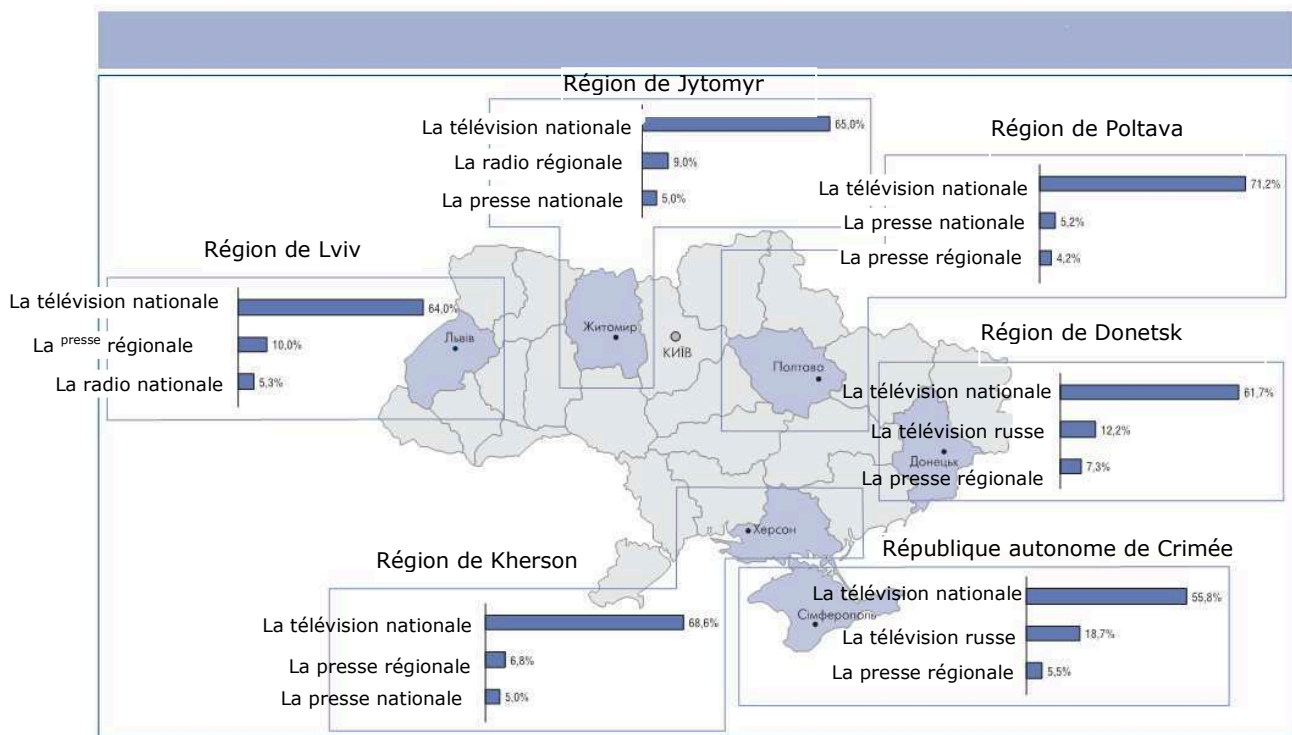 Région de Jytomyr
La télévision nationale 65,0%
La radio régionale 9,0%
La presse nationale 5,0%
Région de Poltava
La télévision nationale 71,2%
La presse nationale 5,2%
La presse régionale 4,2%
Région de Lviv
La télévision nationale 64,0%
La presse régionale 10,0%
La radio nationale 5,3%
Львів
Житомир
КИЇВ
Полтава
Région de Donetsk
La télévision nationale 61,7%
La télévision russe 12,2%
La presse régionale 7,3%
Донецьк
Херсон
Région de Kherson
La télévision nationale 68,6%
La presse régionale 6,8%
La presse nationale 5,0%
République autonome de Crimée
La télévision nationale 55,8%
La télévision russe 18,7%
La presse régionale 5,5%
Сімферополь